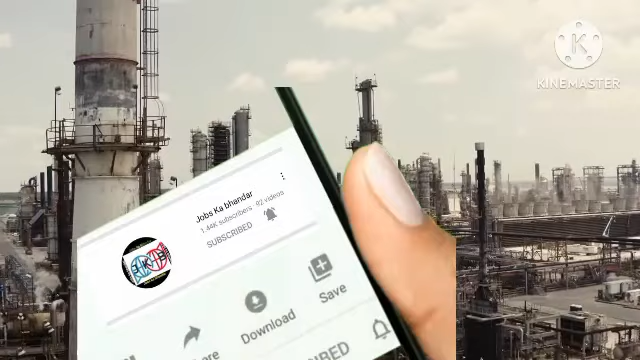 K
KINEMASTER
Jobs Ka bhandar
1.44K subscribers · 92 videos
SUBSCRIBED
Download
Save